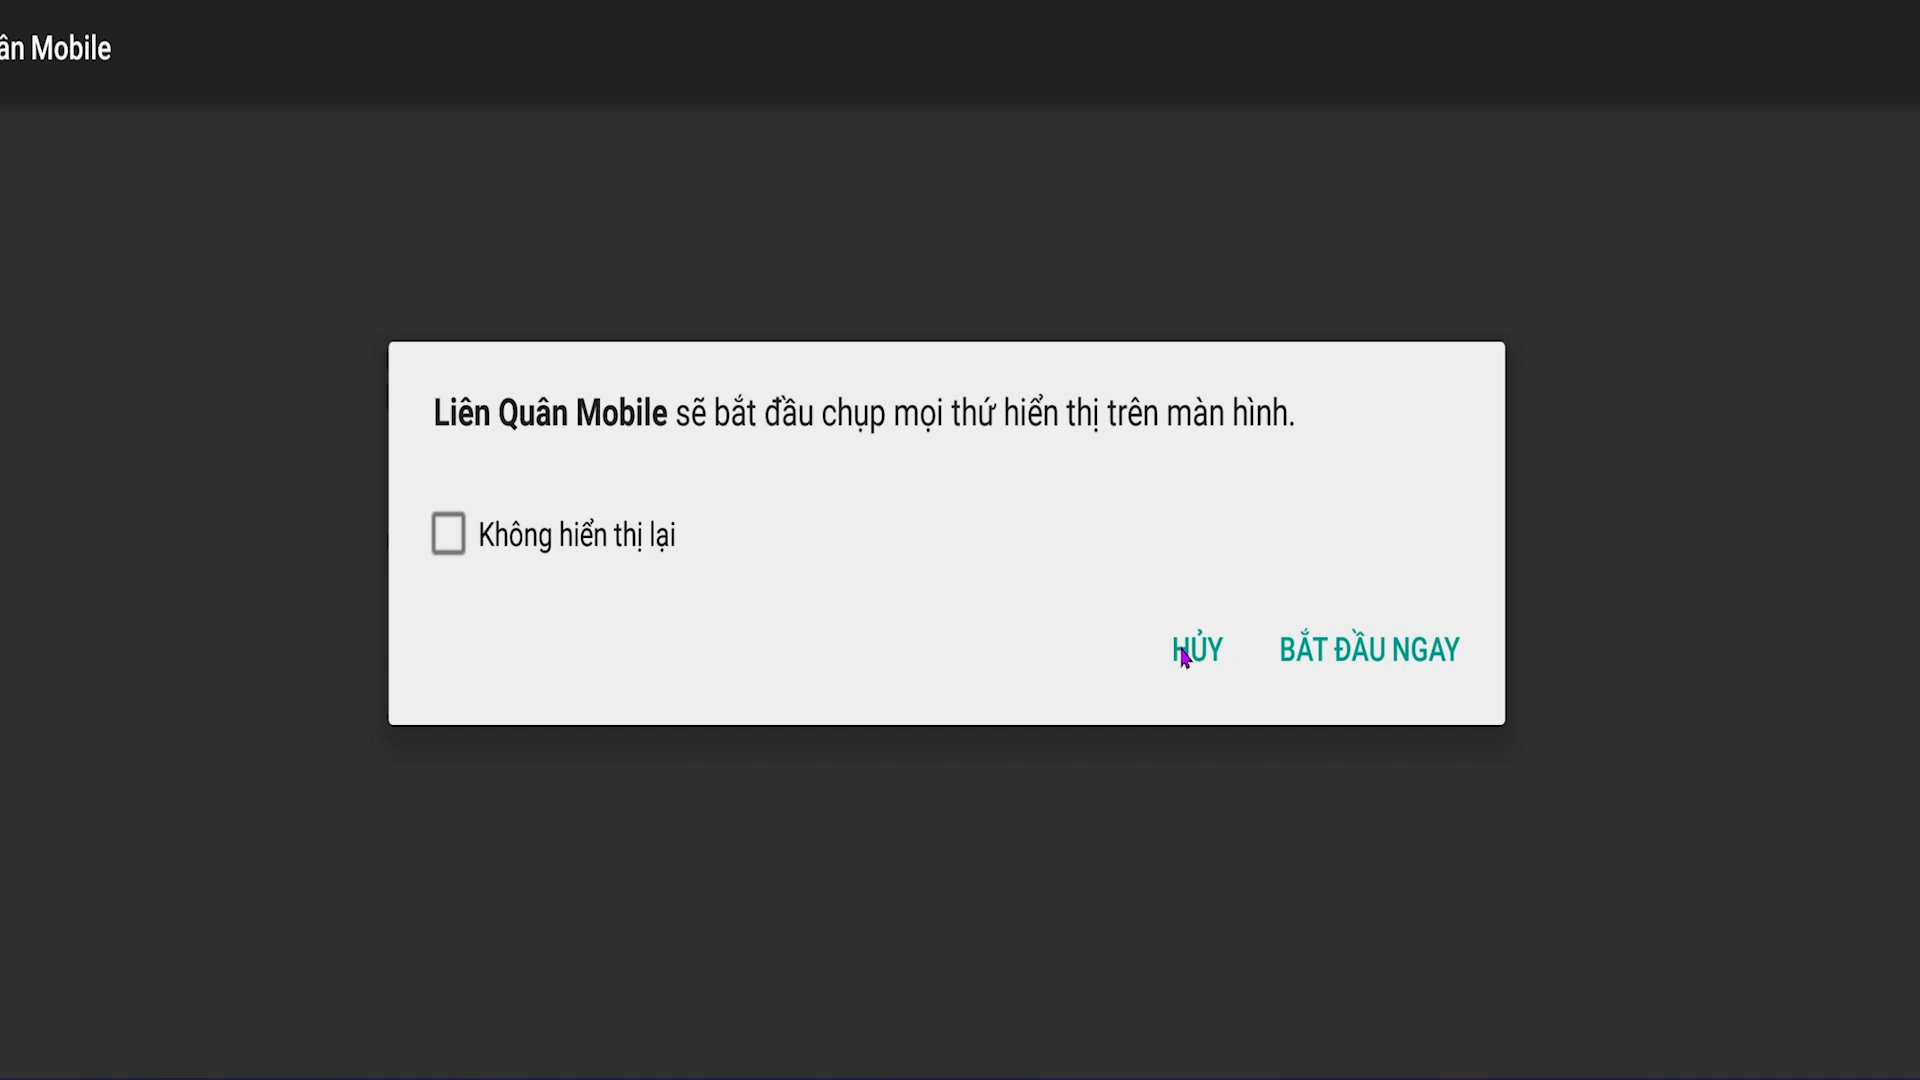 ân Mobile
Liên Quân Mobile sẽ bắt đầu chụp mọi thứ hiển thị trên màn hình.
Không hiển thị lại
HỦY BẮT ĐẦU NGAY